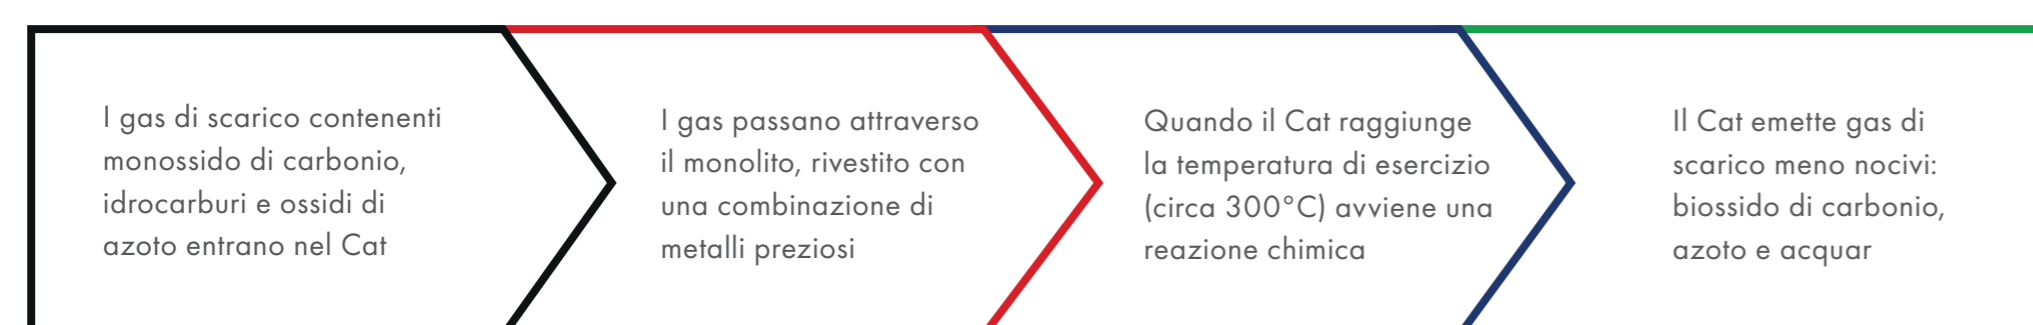 I gas di scarico contenenti
monossido di carbonio,
idrocarburi e ossidi di
azoto entrano nel Cat
I gas passano attraverso
il monolito, rivestito con
una combinazione di
metalli preziosi
Quando il Cat raggiunge
la temperatura di esercizio
(circa 300°C) avviene una
reazione chimica
Il Cat emette gas di
scarico meno nocivi:
biossido di carbonio,
azoto e acquar